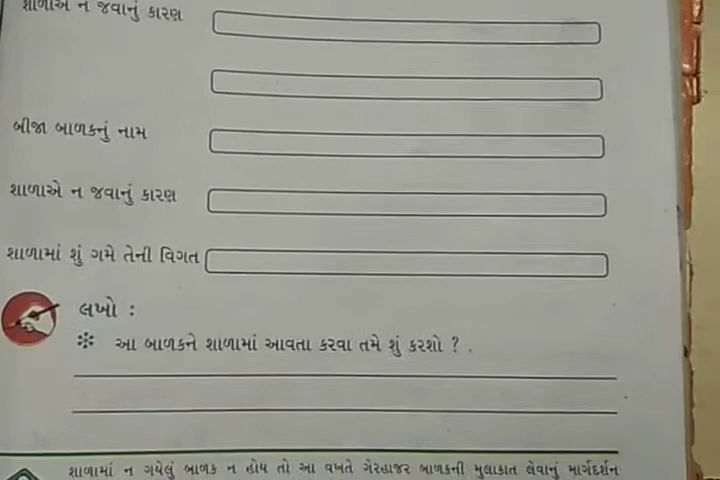 શાળાએ ન જવાનું કારણ
બીજા બાળકનું નામ
શાળાએ ન જવાનું કારણ
શાળામાં શું ગમે તેની વિગત
લખો :
આ બાળકને શાળામાં આવતા કરવા તમે શું કરશો ? .
શાળામાં ન ગયેલું બાળક ન હોય તો આ વખતે ગેરહાજર બાળકની મુલાકાત લેવાનું માર્ગદર્શન